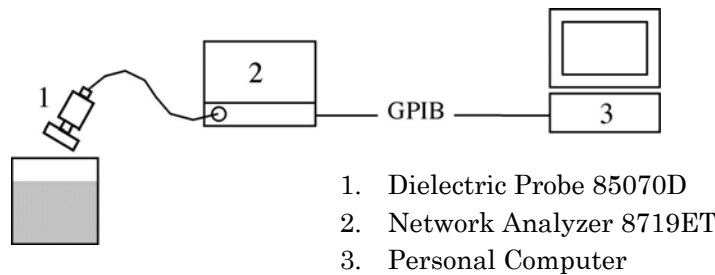 1
2
GPIB
3
1. Dielectric Probe 85070D
2. Network Analyzer 8719ET
3. Personal Computer